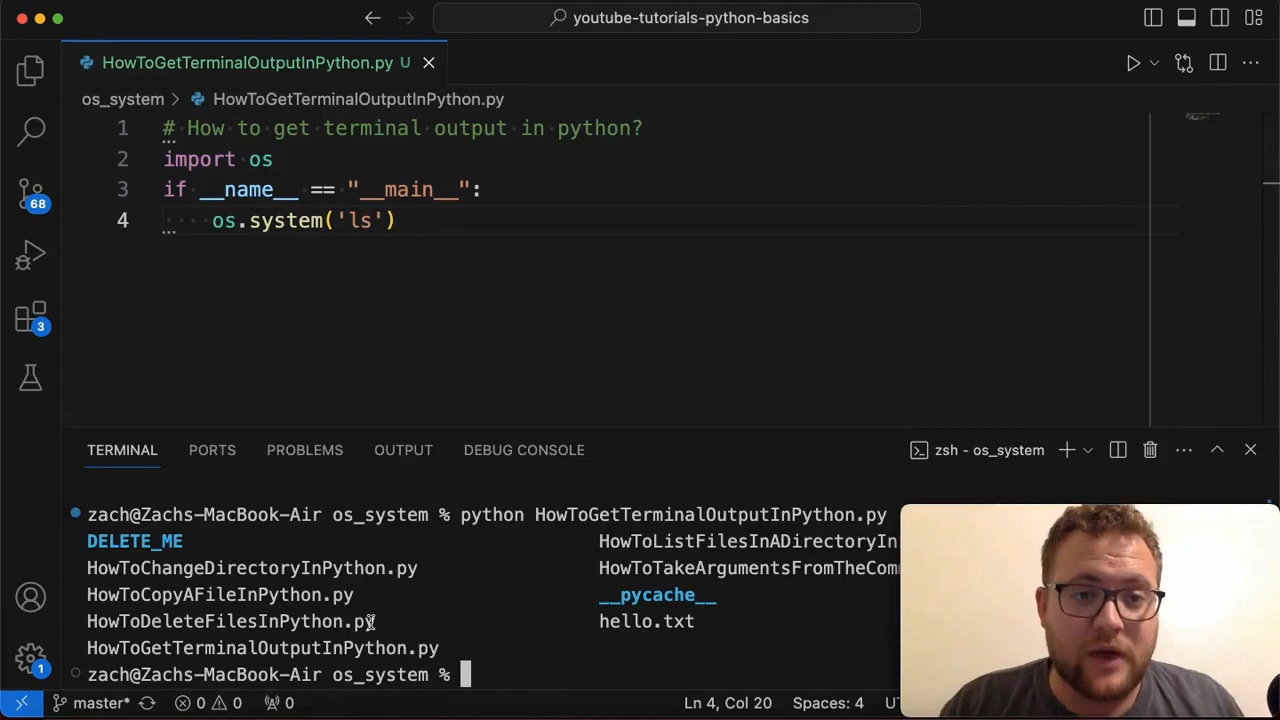 youtube-tutorials-python-basics
HowToGetTerminalOutputInPython.py U
os_system > HowToGetTerminalOutputInPython.py
1 # How to get terminal output in python?
2 import os
3 if __name__ == "__main__":
4 os.system('ls')
68
3
TERMINAL PORTS PROBLEMS OUTPUT DEBUG CONSOLE zsh - os_system
zach@Zachs-MacBook-Air os_system % python HowToGetTerminalOutputInPython.py
DELETE_ME HowToListFilesInADirectoryIn
HowToChangeDirectoryInPython.py HowToTakeArgumentsFromTheCom
HowToCopyAFileInPython.py __pycache__
HowToDeleteFilesInPython.py hello.txt
HowToGetTerminalOutputInPython.py
zach@Zachs-MacBook-Air os_system %
1
master* 0 0 0 Ln 4, Col 20 Spaces: 4